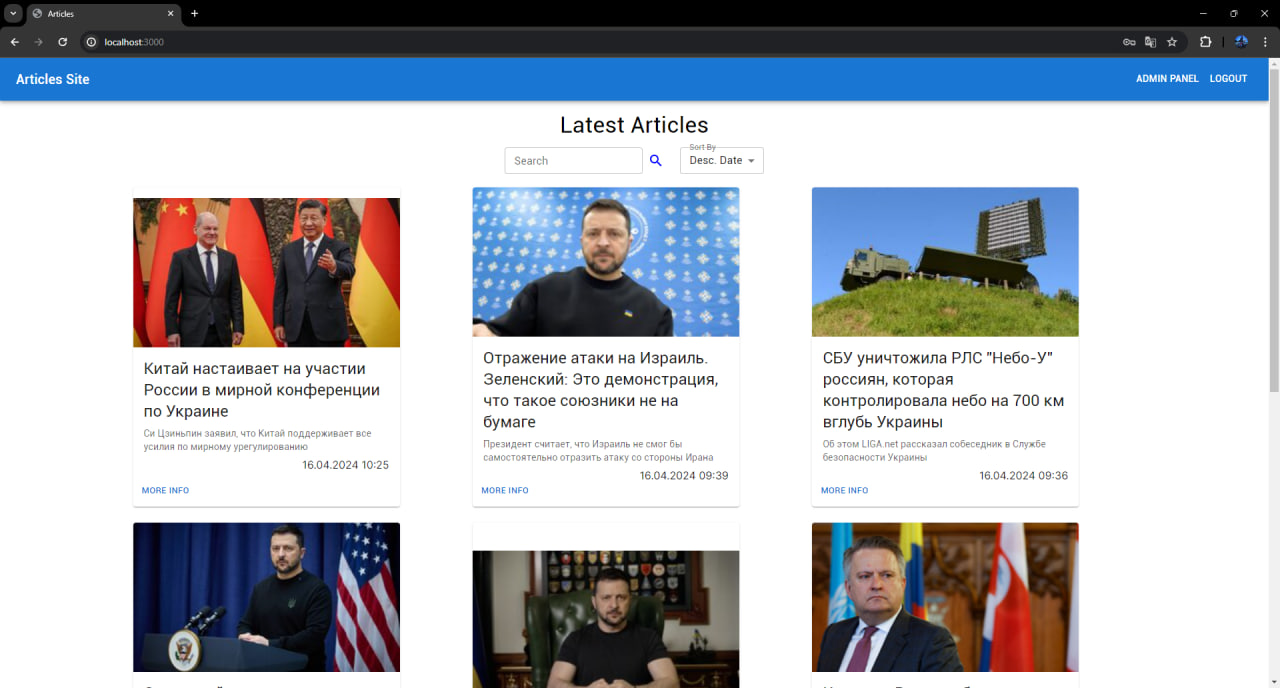 Articles
localhost:3000
Articles Site
ADMIN PANEL
LOGOUT
Latest Articles
Search
Sort By
Desc. Date
Китай настаивает на участии
России в мирной конференции
по Украине
Си Цзиньпин заявил, что Китай поддерживает все
усилия по мирному урегулированию
16.04.2024 10:25
MORE INFO
Отражение атаки на Израиль.
Зеленский: Это демонстрация,
что такое союзники не на
бумаге
Президент считает, что Израиль не смог бы
самостоятельно отразить атаку со стороны Ирана
16.04.2024 09:39
MORE INFO
СБУ уничтожила РЛС "Небо-У"
россиян, которая
контролировала небо на 700 км
вглубь Украины
Об этом LIGA.net рассказал собеседник в Службе
безопасности Украины
16.04.2024 09:36
MORE INFO